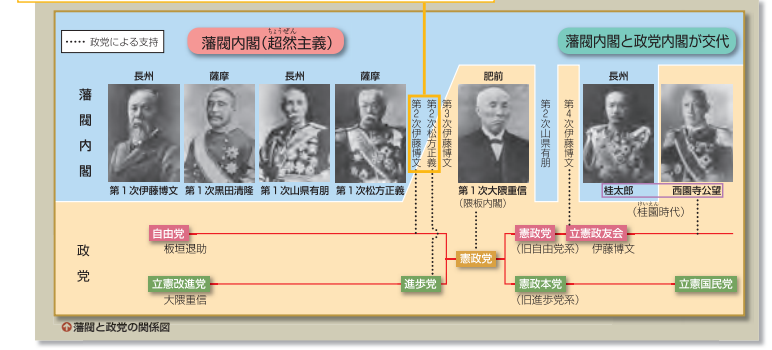 政党による支持
ちょうぜん
藩閥内閣(超然主義)
藩閥内閣と政党内閣が交代
藩閥内閣
長州
薩摩
長州
薩摩
肥前
長州
第1次伊藤博文
第1次黒田清隆
第1次山県有朋
第1次松方正義
第2次伊藤博文
第2次松方正義
第3次伊藤博文
第1次大隈重信
(隈板内閣)
第2次山県有朋
第4次伊藤博文
桂太郎
西園寺公望
けいえん
(桂園時代)
政党
自由党
板垣退助
憲政党
(旧自由党系)
立憲政友会
伊藤博文
憲政党
立憲改進党
大隈重信
進歩党
憲政本党
(旧進歩党系)
立憲国民党
藩閥と政党の関係図